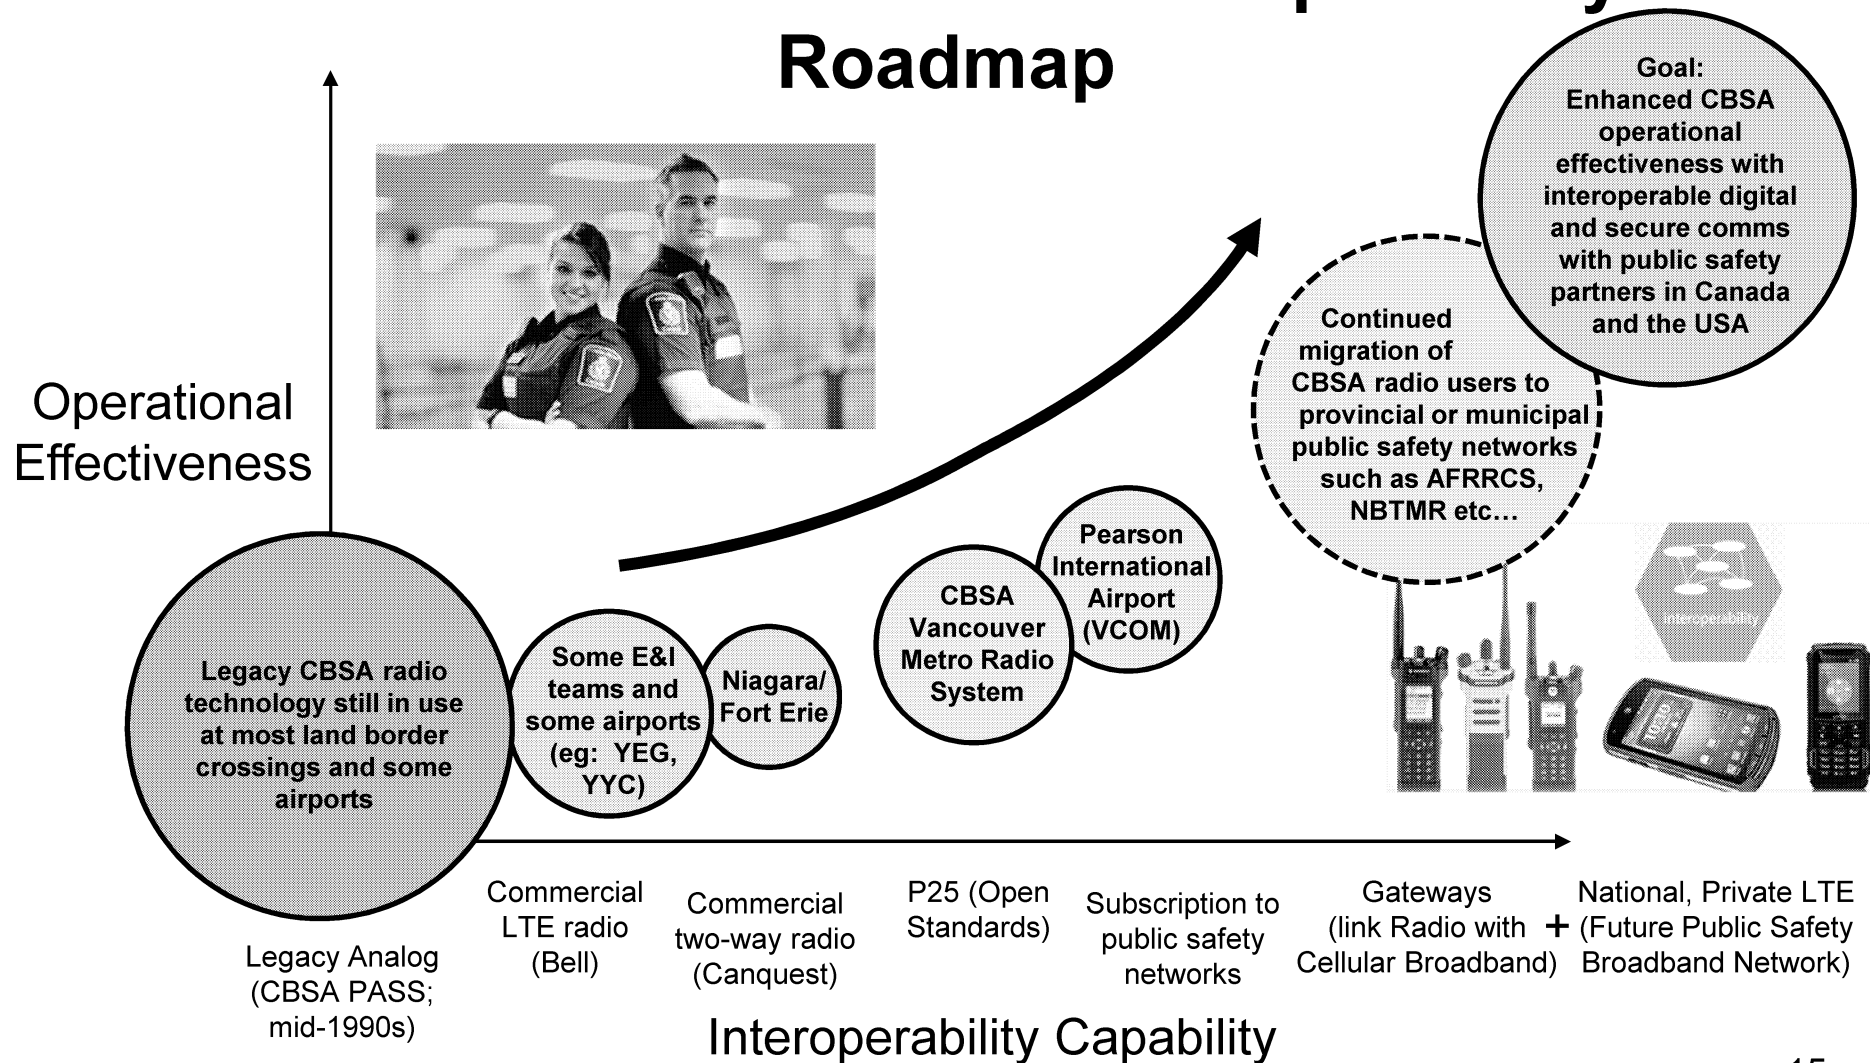 Roadmap
Goal:
Enhanced CBSA
operational
effectiveness with
interoperable digital
and secure comms
with public safety
partners in Canada
and the USA
Continued
migration of
CBSA radio users to
provincial or municipal
public safety networks
such as AFRRCS,
NBTMR etc…
Operational
Effectiveness
Pearson
International
Airport
(VCOM)
CBSA
Vancouver
Metro Radio
System
Interoperability
Some E&I
teams and
some airports
(eg: YEG,
YYC)
Niagara/
Fort Erie
Legacy CBSA radio
technology still in use
at most land border
crossings and some
airports
Legacy Analog
(CBSA PASS;
mid-1990s)
Commercial
LTE radio
(Bell)
Commercial
two-way radio
(Canquest)
P25 (Open
Standards)
Subscription to
public safety
networks
Gateways
(link Radio with
Cellular Broadband)
+
National, Private LTE
(Future Public Safety
Broadband Network)
Interoperability Capability